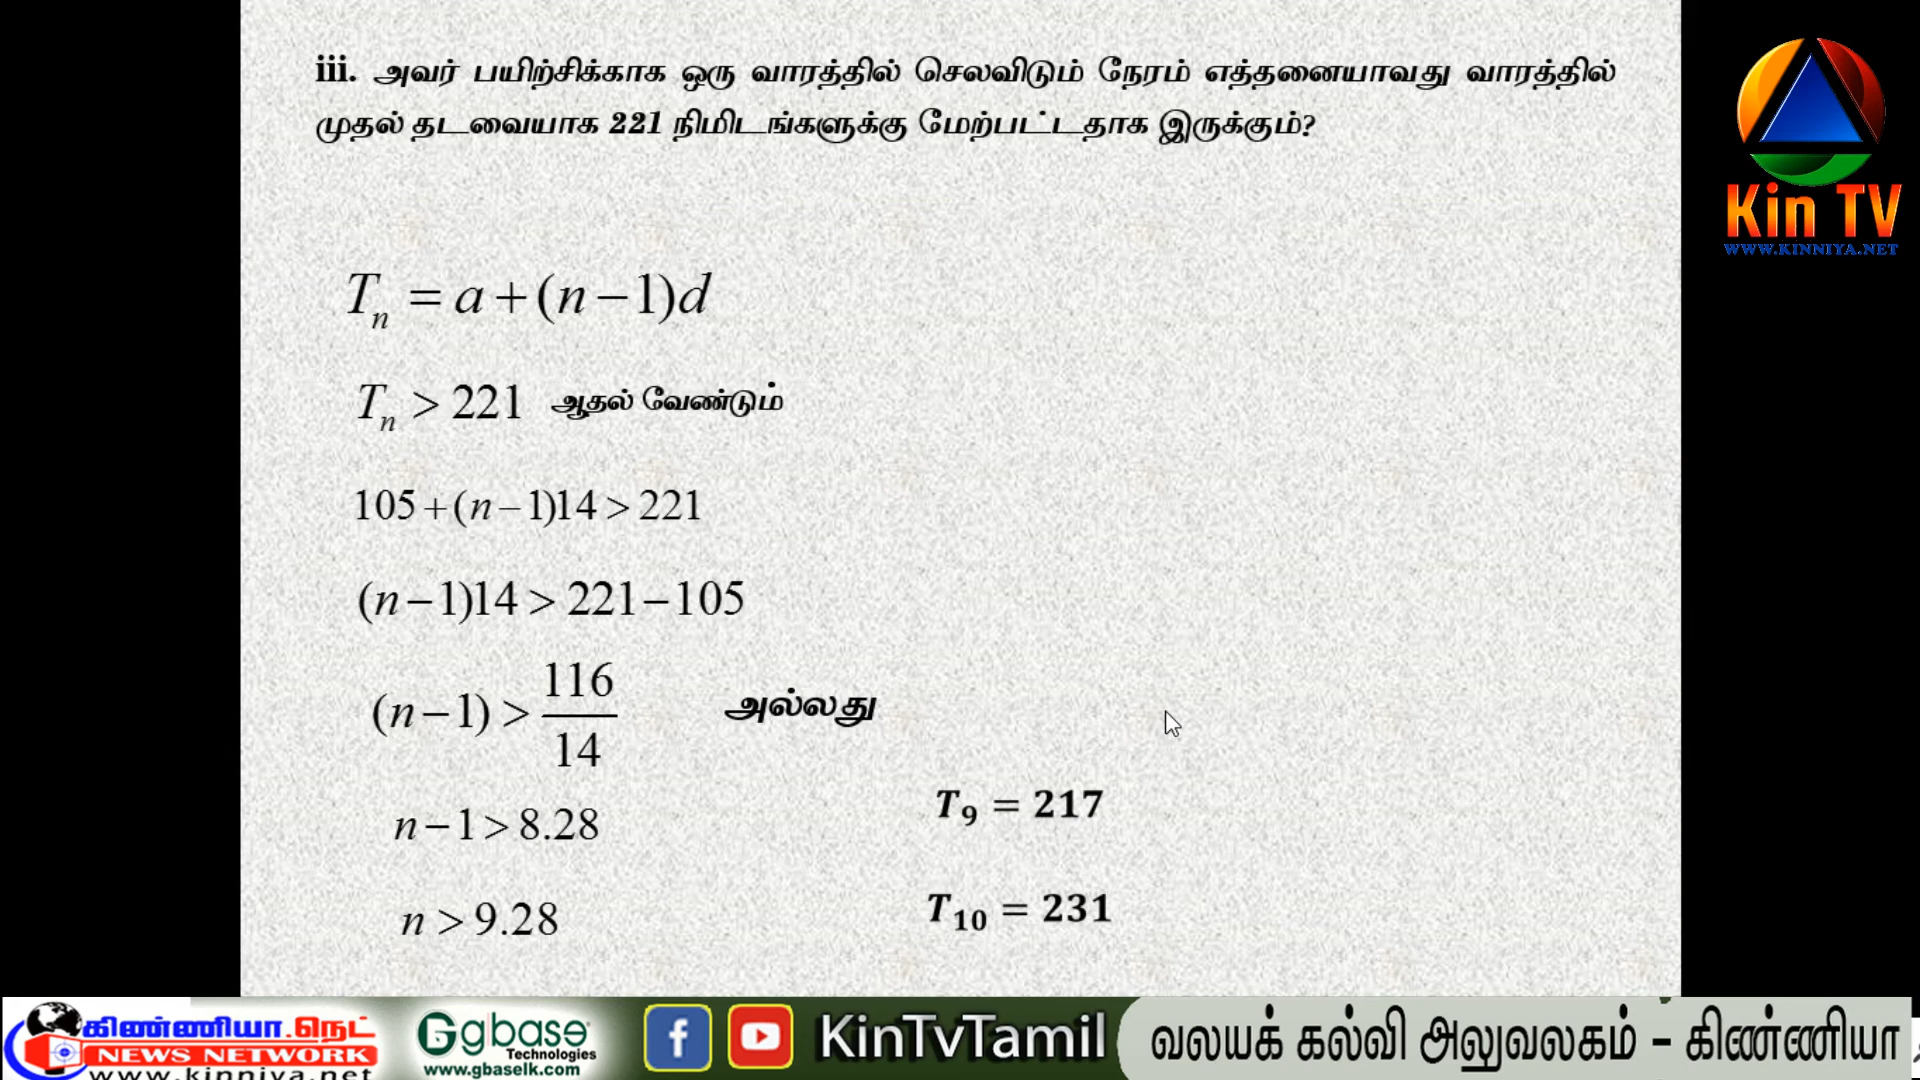 iii. அவர் பயிற்சிக்காக ஒரு வாரத்தில் செலவிடும் நேரம் எத்தனையாவது வாரத்தில்
முதல் தடவையாக 221 நிமிடங்களுக்கு மேற்பட்டதாக இருக்கும்?
Kin TV
WWW.KINNIYA.NET
Tₙ = a + (n − 1)d
Tₙ > 221 ஆதல் வேண்டும்
105 + (n − 1)14 > 221
(n − 1)14 > 221 − 105
(n − 1) > 116/14 அல்லது
n − 1 > 8.28
T₉ = 217
n > 9.28
T₁₀ = 231
கிண்ணியா.நெட்
NEWS NETWORK
www.kinniya.net
gbase
Technologies
www.gbaselk.com
KinTvTamil
வலயக் கல்வி அலுவலகம் – கிண்ணியா